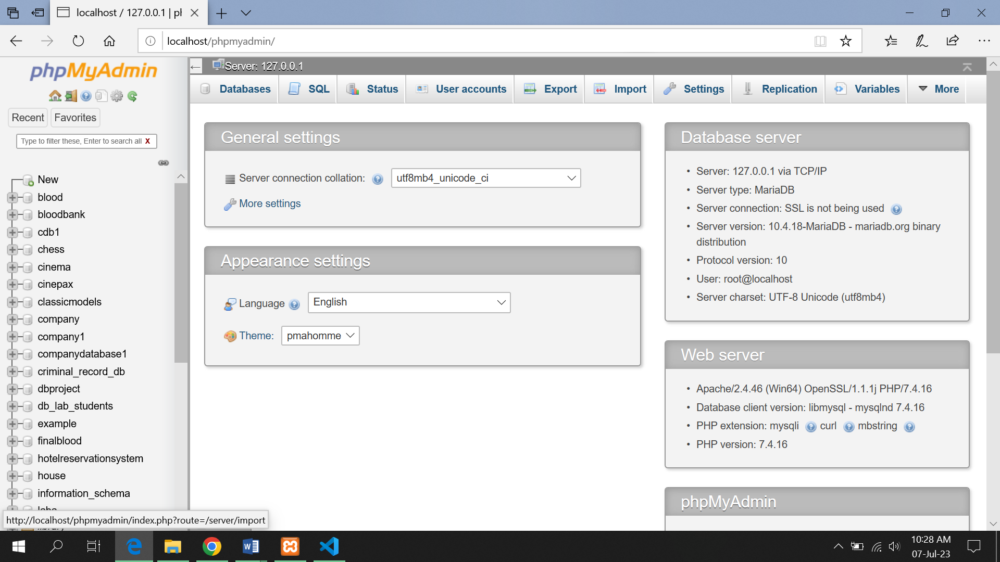 localhost / 127.0.0.1 | pl
localhost/phpmyadmin/
phpMyAdmin
Recent Favorites
Type to filter these, Enter to search all X
New
blood
bloodbank
cdb1
chess
cinema
cinepax
classicmodels
company
company1
companydatabase1
criminal_record_db
dbproject
db_lab_students
example
finalblood
hotelreservationsystem
house
information_schema
http://localhost/phpmyadmin/index.php?route=/server/import
Server: 127.0.0.1
Databases SQL Status User accounts Export Import Settings Replication Variables More
General settings
Server connection collation: utf8mb4_unicode_ci
More settings
Appearance settings
Language English
Theme: pmahomme
Database server
• Server: 127.0.0.1 via TCP/IP
• Server type: MariaDB
• Server connection: SSL is not being used
• Server version: 10.4.18-MariaDB - mariadb.org binary
distribution
• Protocol version: 10
• User: root@localhost
• Server charset: UTF-8 Unicode (utf8mb4)
Web server
• Apache/2.4.46 (Win64) OpenSSL/1.1.1j PHP/7.4.16
• Database client version: libmysql - mysqlnd 7.4.16
• PHP extension: mysqli curl mbstring
• PHP version: 7.4.16
phpMyAdmin
10:28 AM
07-Jul-23